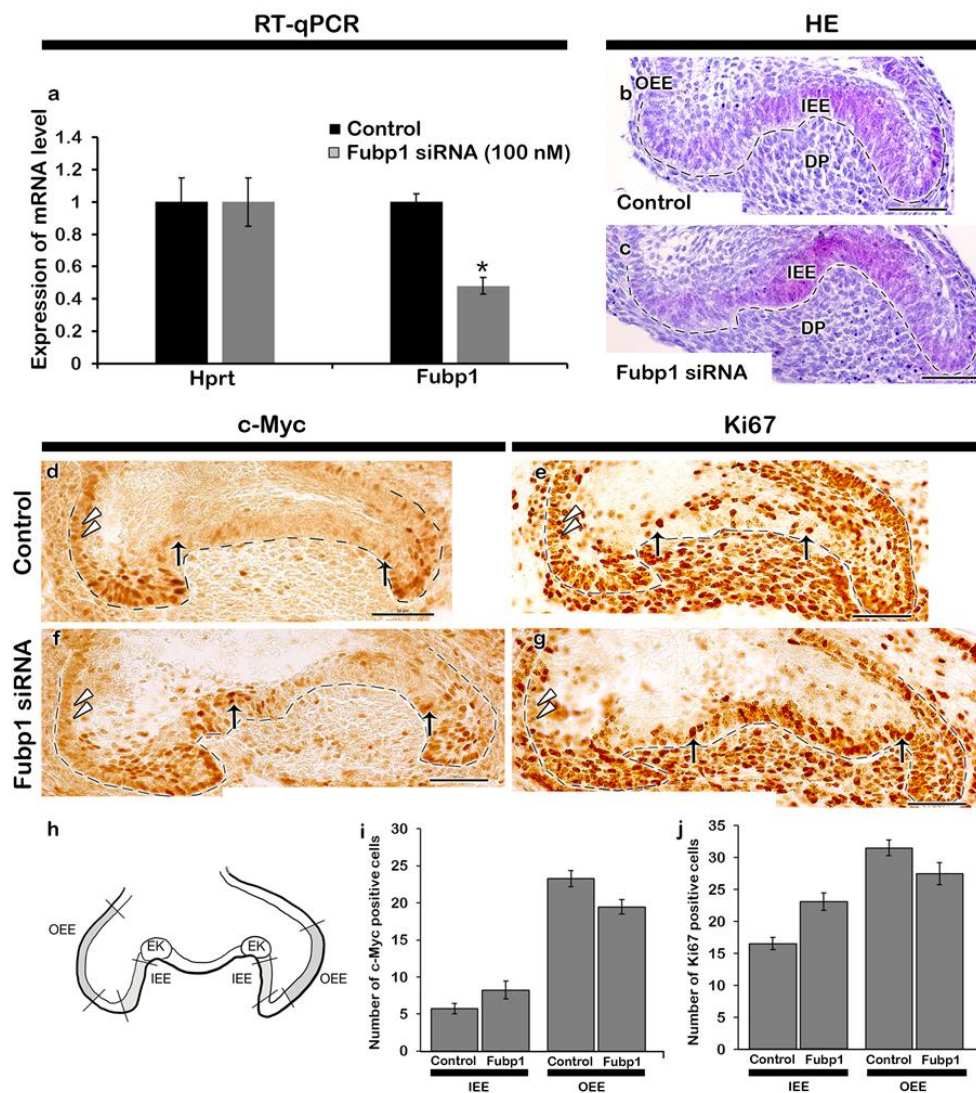 RT-qPCR
HE
a
Expression of mRNA level
1.4
1.2
1
0.8
0.6
0.4
0.2
0
Control
Fubp1 siRNA (100 nM)
*
Hprt
Fubp1
b
OEE
IEE
DP
Control
c
IEE
DP
Fubp1 siRNA
c-Myc
Ki67
Control
d
e
Fubp1 siRNA
f
g
h
OEE
EK
EK
IEE
IEE
OEE
i
Number of c-Myc positive cells
30
25
20
15
10
5
0
Control
Fubp1
Control
Fubp1
IEE
OEE
j
Number of Ki67 positive cells
35
30
25
20
15
10
5
0
Control
Fubp1
Control
Fubp1
IEE
OEE